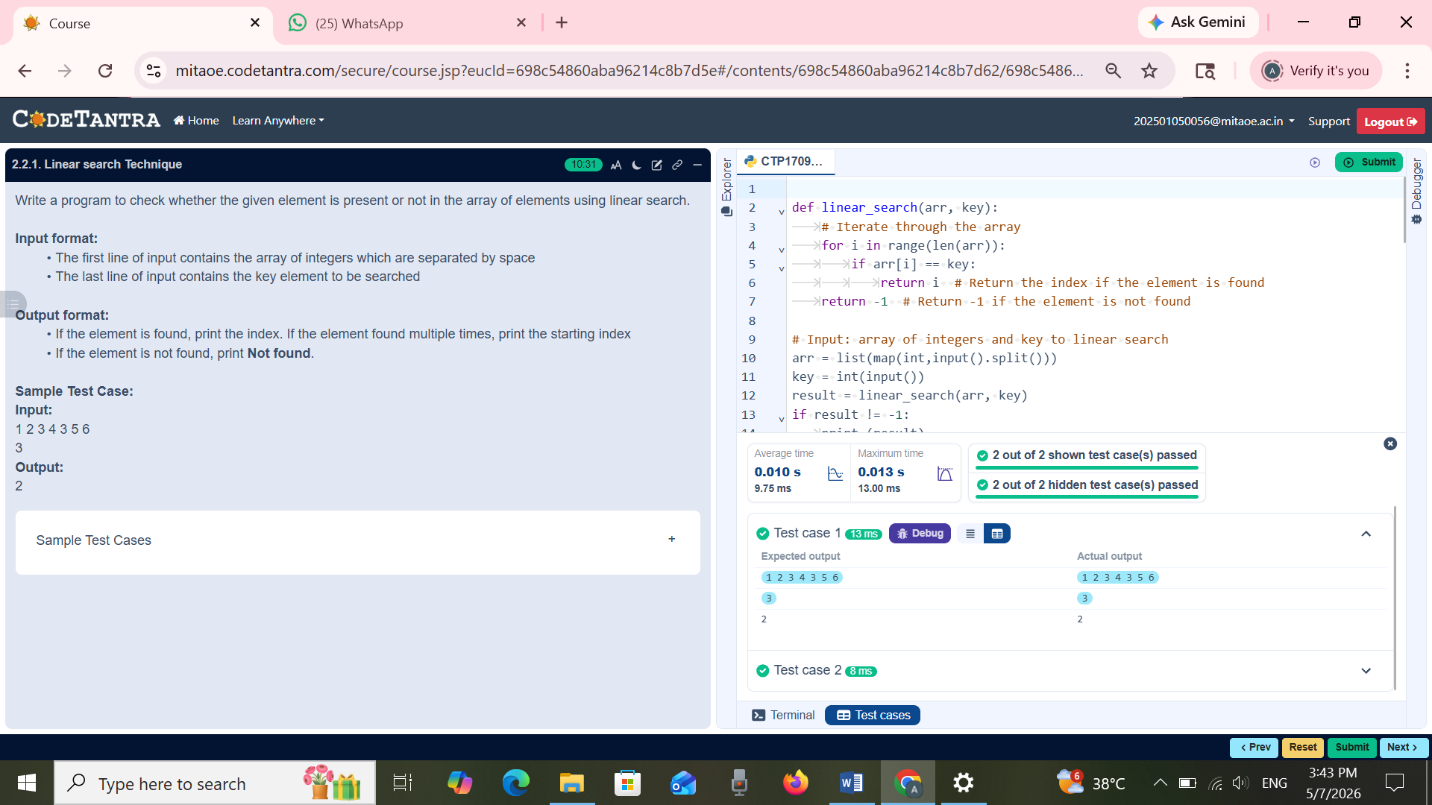 Course
(25) WhatsApp
Ask Gemini
mitaoe.codetantra.com/secure/course.jsp?eucId=698c54860aba96214c8b7d5e#/contents/698c54860aba96214c8b7d62/698c5486...
A
Verify it's you
CODETANTRA
Home
Learn Anywhere
202501050056@mitaoe.ac.in
Support
Logout
2.2.1. Linear search Technique
10:31
AA
Write a program to check whether the given element is present or not in the array of elements using linear search.
Input format:
• The first line of input contains the array of integers which are separated by space
• The last line of input contains the key element to be searched
Output format:
• If the element is found, print the index. If the element found multiple times, print the starting index
• If the element is not found, print Not found.
Sample Test Case:
Input:
1 2 3 4 3 5 6
3
Output:
2
Sample Test Cases
+
Explorer
CTP1709...
Submit
Debugger
1
2 def linear_search(arr, key):
3 # Iterate through the array
4 for i in range(len(arr)):
5 if arr[i] == key:
6 return i # Return the index if the element is found
7 return -1 # Return -1 if the element is not found
8
9 # Input: array of integers and key to linear search
10 arr = list(map(int,input().split()))
11 key = int(input())
12 result = linear_search(arr, key)
13 if result != -1:
14 print (result)
Average time
0.010 s
9.75 ms
Maximum time
0.013 s
13.00 ms
2 out of 2 shown test case(s) passed
2 out of 2 hidden test case(s) passed
Test case 1 13 ms Debug
Expected output Actual output
1 2 3 4 3 5 6 1 2 3 4 3 5 6
3 3
2 2
Test case 2 8 ms
Terminal
Test cases
< Prev
Reset
Submit
Next >
Type here to search
A
6
38°C
ENG
3:43 PM
5/7/2026